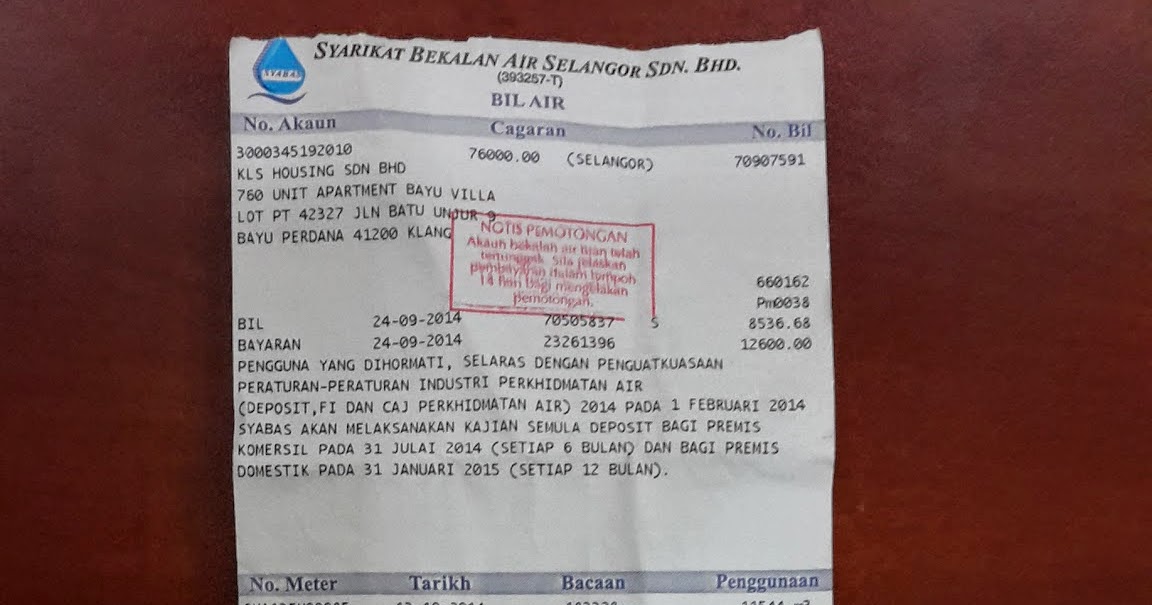 SYABAS
SYARIKAT BEKALAN AIR SELANGOR SDN. BHD.
(393257-T)
BIL AIR
No. Akaun Cagaran No. Bil
3000345192010 76000.00 (SELANGOR) 70907591
KLS HOUSING SDN BHD
760 UNIT APARTMENT BAYU VILLA
LOT PT 42327 JLN BATU UNJUR 9
BAYU PERDANA 41200 KLANG
NOTIS PEMOTONGAN
Akaun bekalan air tuan telah
tertunggak. Sila jelaskan
pembayaran dalam tempoh
14 hari bagi mengelakan
pemotongan.
660162
Pm0038
BIL 24-09-2014 70505837 S 8536.68
BAYARAN 24-09-2014 23261396 12600.00
PENGGUNA YANG DIHORMATI, SELARAS DENGAN PENGUATKUASAAN
PERATURAN-PERATURAN INDUSTRI PERKHIDMATAN AIR
(DEPOSIT,FI DAN CAJ PERKHIDMATAN AIR) 2014 PADA 1 FEBRUARI 2014
SYABAS AKAN MELAKSANAKAN KAJIAN SEMULA DEPOSIT BAGI PREMIS
KOMERSIL PADA 31 JULAI 2014 (SETIAP 6 BULAN) DAN BAGI PREMIS
DOMESTIK PADA 31 JANUARI 2015 (SETIAP 12 BULAN).
No. Meter Tarikh Bacaan Penggunaan